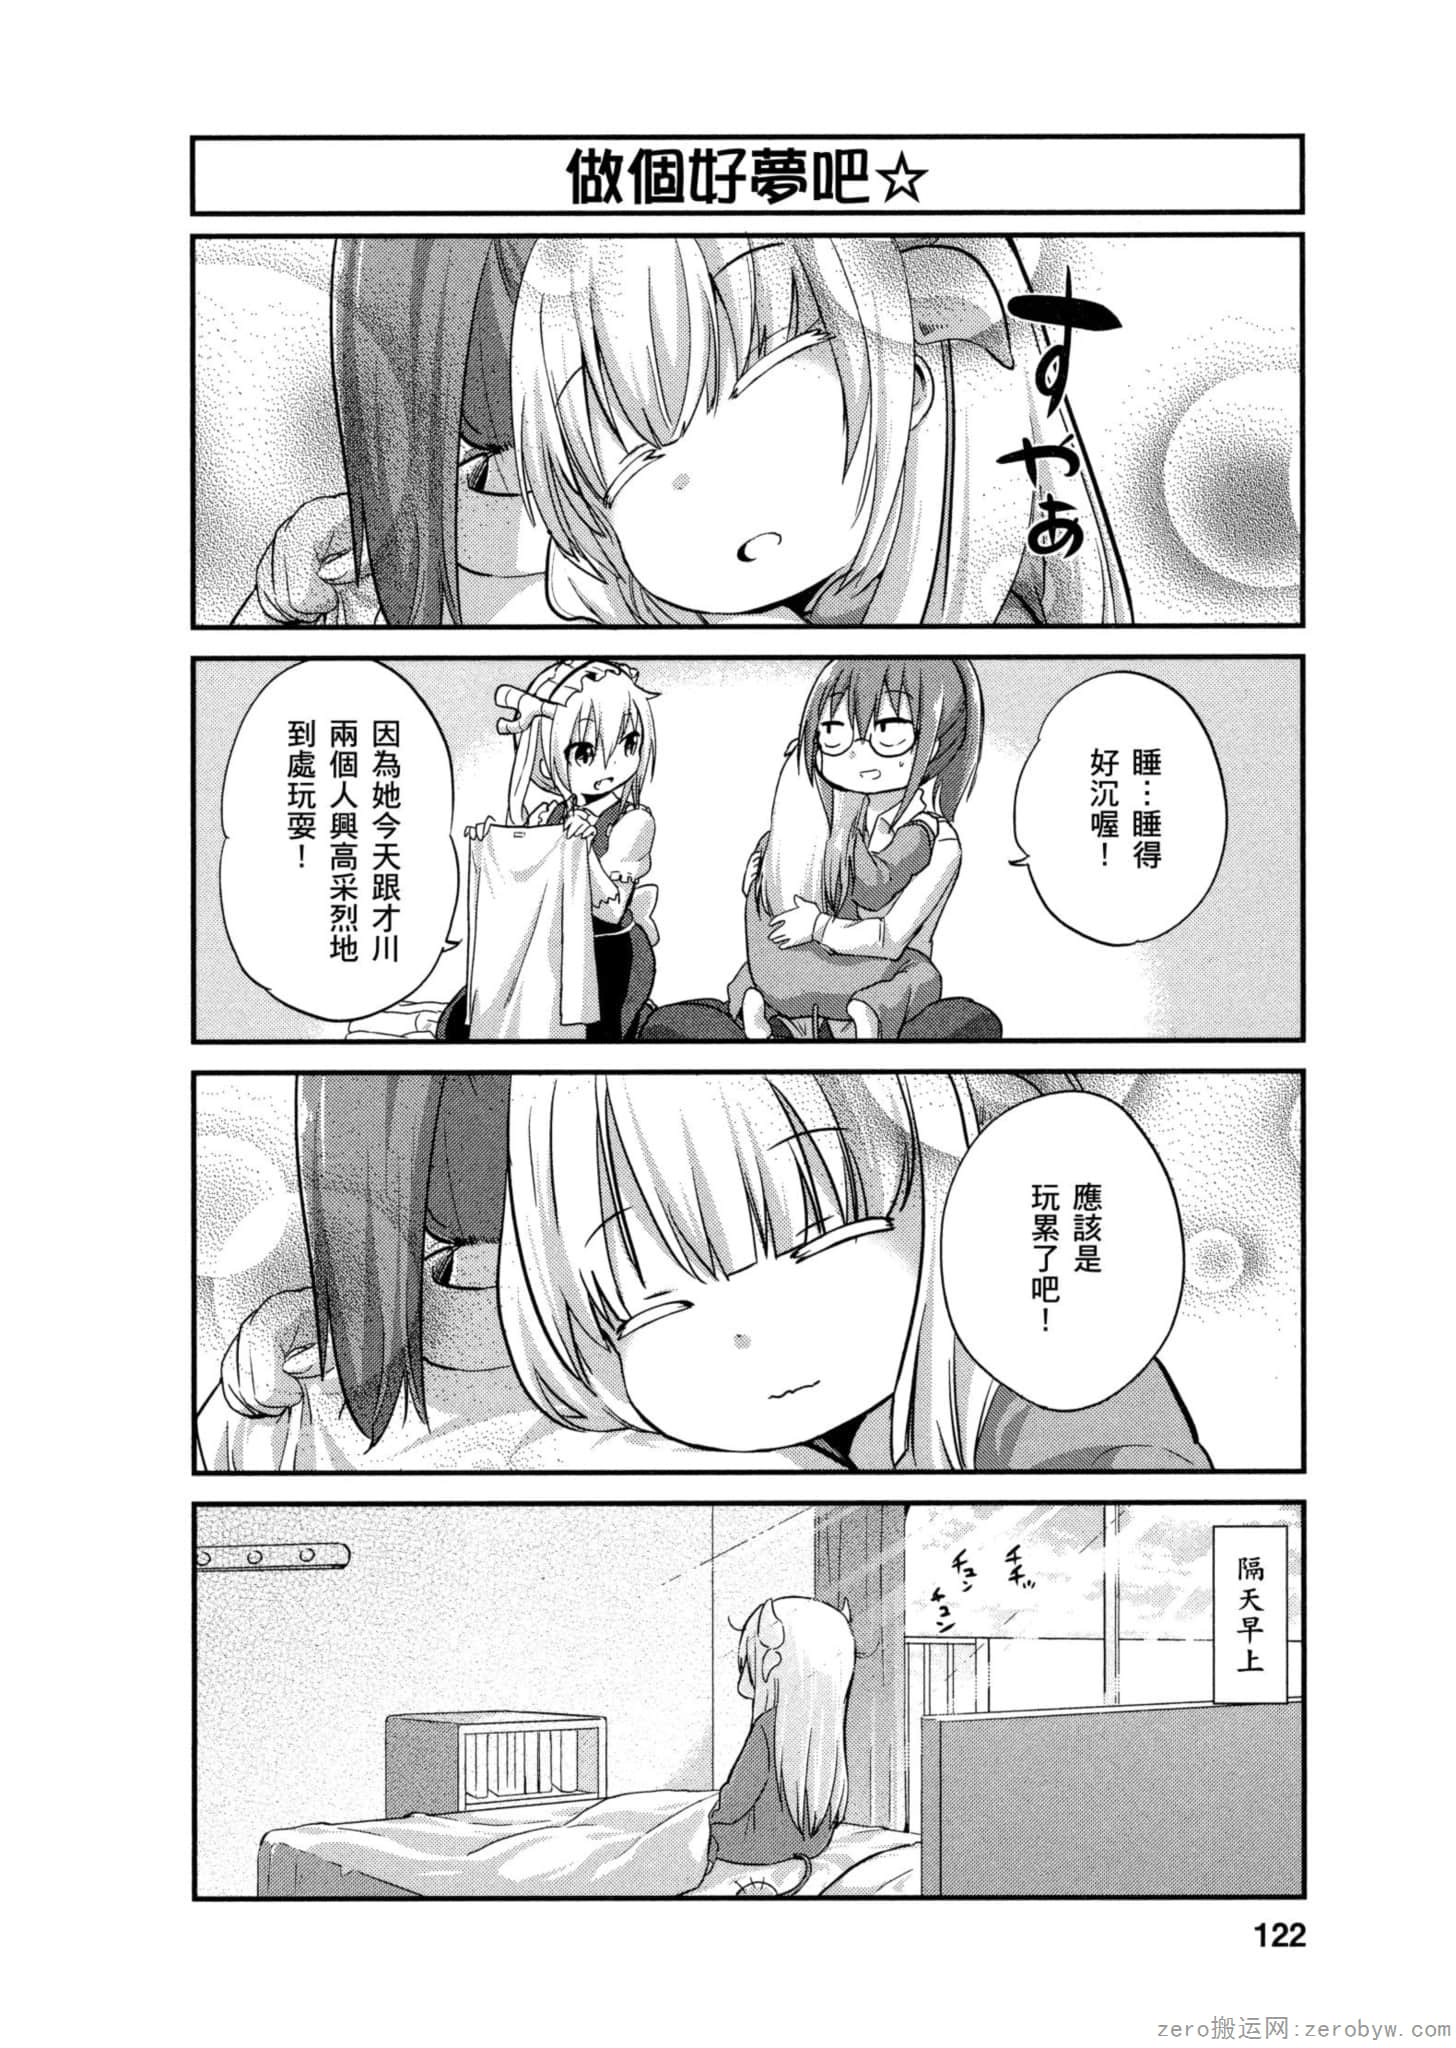 做個好夢吧☆
すやぁ
睡…睡得
好沉喔！
因為她今天跟才川
兩個人興高采烈地
到處玩耍！
應該是
玩累了吧！
隔天早上
チチッ
チュン
チュン
122
zero搬运网:zerobyw.com